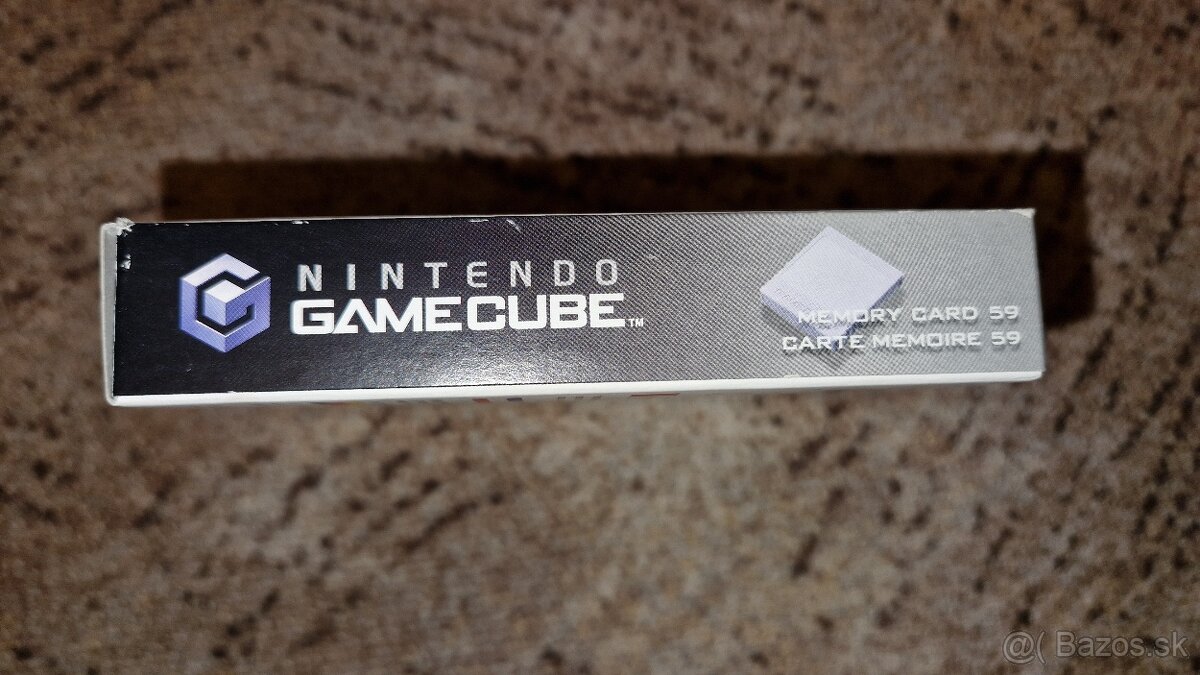 NINTENDO
GAMECUBE™
MEMORY CARD 59
CARTE MEMOIRE 59
@( Bazos.sk